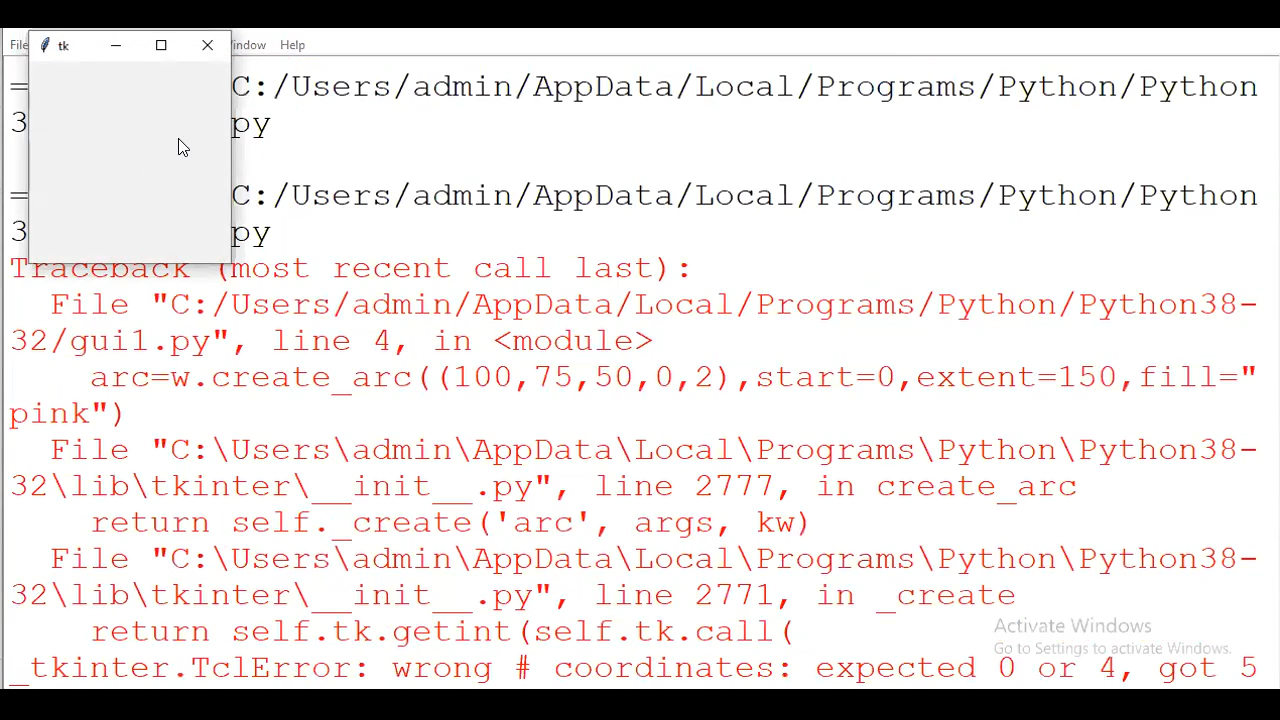 tk
File
Window Help
= C:/Users/admin/AppData/Local/Programs/Python/Python
3 py
= C:/Users/admin/AppData/Local/Programs/Python/Python
3 py
Traceback (most recent call last):
File "C:/Users/admin/AppData/Local/Programs/Python/Python38-
32/gui1.py", line 4, in <module>
arc=w.create_arc((100,75,50,0,2),start=0,extent=150,fill="
pink")
File "C:\Users\admin\AppData\Local\Programs\Python\Python38-
32\lib\tkinter\__init__.py", line 2777, in create_arc
return self._create('arc', args, kw)
File "C:\Users\admin\AppData\Local\Programs\Python\Python38-
32\lib\tkinter\__init__.py", line 2771, in _create
return self.tk.getint(self.tk.call(
_tkinter.TclError: wrong # coordinates: expected 0 or 4, got 5
Activate Windows
Go to Settings to activate Windows.